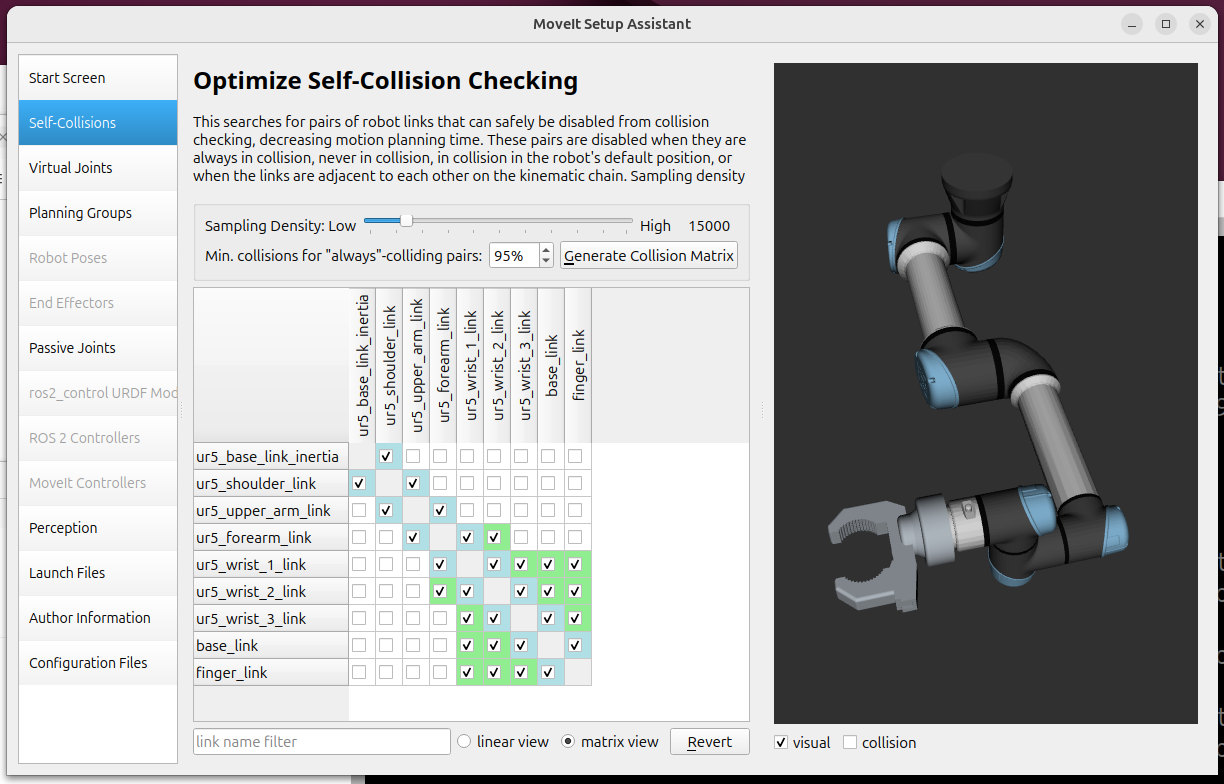 MoveIt Setup Assistant
Start Screen
Self-Collisions
Virtual Joints
Planning Groups
Robot Poses
End Effectors
Passive Joints
ros2_control URDF Mod
ROS 2 Controllers
MoveIt Controllers
Perception
Launch Files
Author Information
Configuration Files
Optimize Self-Collision Checking
This searches for pairs of robot links that can safely be disabled from collision
checking, decreasing motion planning time. These pairs are disabled when they are
always in collision, never in collision, in collision in the robot's default position, or
when the links are adjacent to each other on the kinematic chain. Sampling density
Sampling Density: Low High 15000
Min. collisions for "always"-colliding pairs: 95% Generate Collision Matrix
ur5_base_link_inertia
ur5_shoulder_link
ur5_upper_arm_link
ur5_forearm_link
ur5_wrist_1_link
ur5_wrist_2_link
ur5_wrist_3_link
base_link
finger_link
ur5_base_link_inertia
ur5_shoulder_link
ur5_upper_arm_link
ur5_forearm_link
ur5_wrist_1_link
ur5_wrist_2_link
ur5_wrist_3_link
base_link
finger_link
link name filter linear view matrix view Revert
visual collision